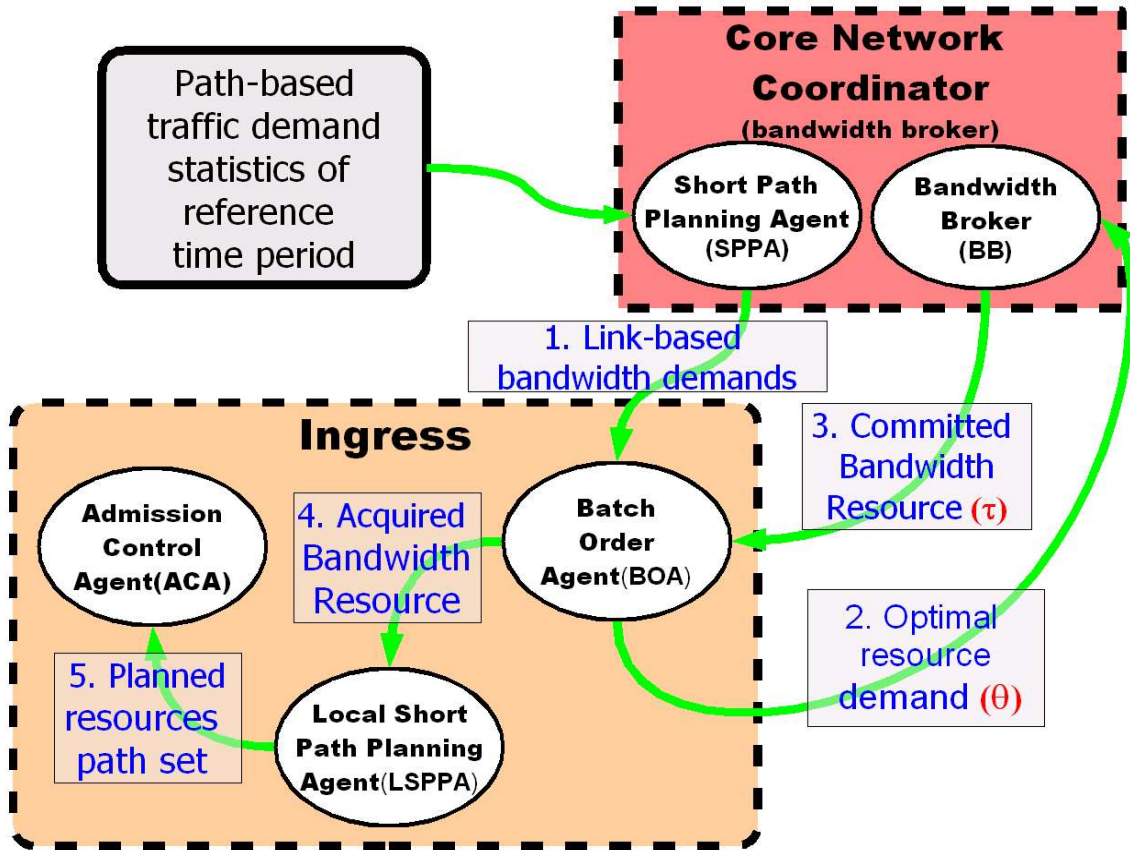 Path-based
traffic demand
statistics of
reference
time period
Core Network
Coordinator
(bandwidth broker)
Short Path
Planning Agent
(SPPA)
Bandwidth
Broker
(BB)
1. Link-based
bandwidth demands
3. Committed
Bandwidth
Resource (τ)
2. Optimal
resource
demand (θ)
Ingress
Admission
Control
Agent(ACA)
4. Acquired
Bandwidth
Resource
Batch
Order
Agent(BOA)
5. Planned
resources
path set
Local Short
Path Planning
Agent(LSPPA)